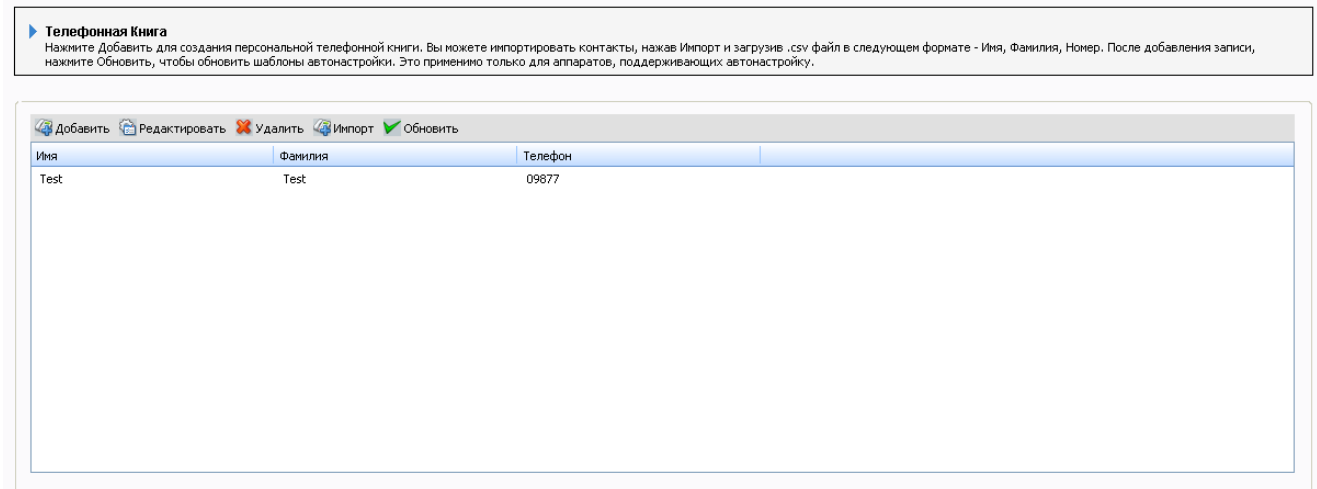 Телефонная Книга
Нажмите Добавить для создания персональной телефонной книги. Вы можете импортировать контакты, нажав Импорт и загрузив .csv файл в следующем формате - Имя, Фамилия, Номер. После добавления записи,
нажмите Обновить, чтобы обновить шаблоны автонастройки. Это применимо только для аппаратов, поддерживающих автонастройку.
Добавить Редактировать Удалить Импорт Обновить
Имя Фамилия Телефон
Test Test 09877